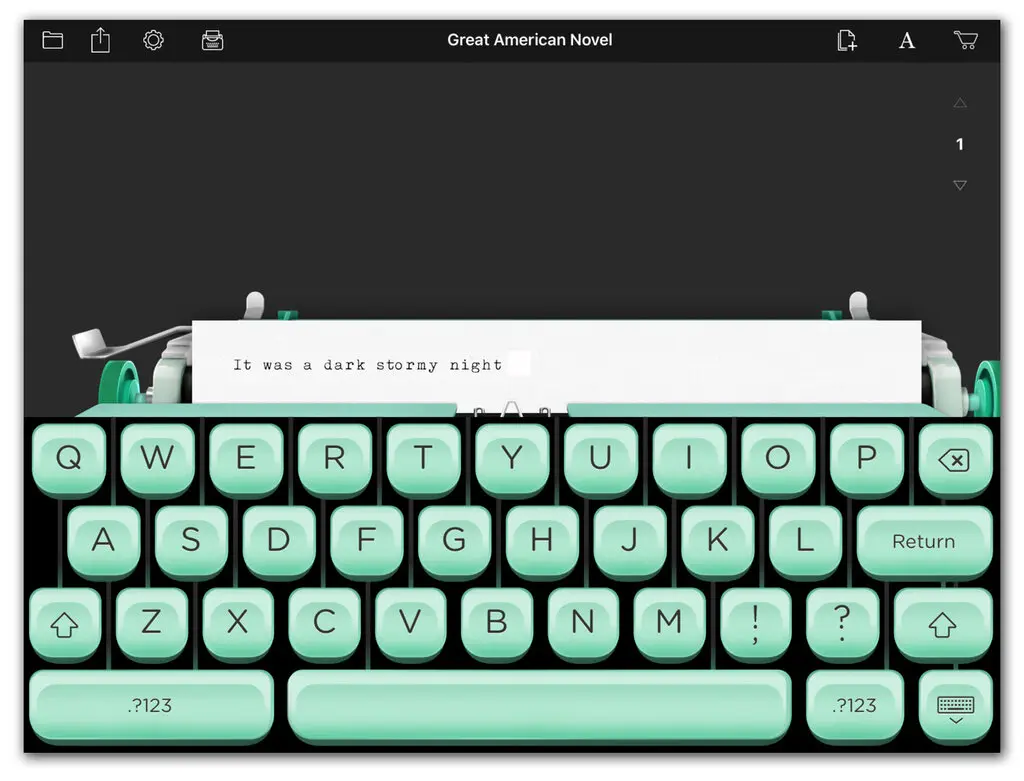 Great American Novel
1
It was a dark stormy night
Q W E R T Y U I O P
A S D F G H J K L Return
Z X C V B N M ! , ? .
.?123 .?123